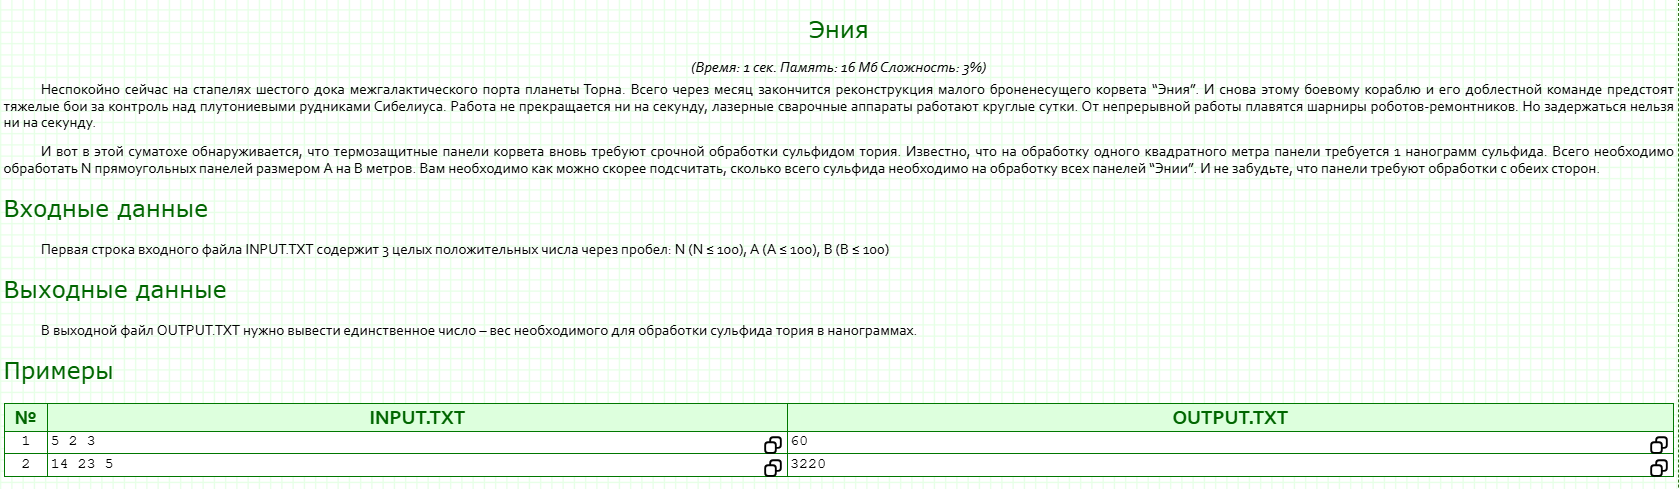 Эния
(Время: 1 сек. Память: 16 Мб Сложность: 3%)
Неспокойно сейчас на стапелях шестого дока межгалактического порта планеты Торна. Всего через месяц закончится реконструкция малого броненесущего корвета “Эния”. И снова этому боевому кораблю и его доблестной команде предстоят
тяжелые бои за контроль над плутониевыми рудниками Сибелиуса. Работа не прекращается ни на секунду, лазерные сварочные аппараты работают круглые сутки. От непрерывной работы плавятся шарниры роботов-ремонтников. Но задержаться нельзя
ни на секунду.
И вот в этой суматохе обнаруживается, что термозащитные панели корвета вновь требуют срочной обработки сульфидом тория. Известно, что на обработку одного квадратного метра панели требуется 1 нанограмм сульфида. Всего необходимо
обработать N прямоугольных панелей размером A на B метров. Вам необходимо как можно скорее подсчитать, сколько всего сульфида необходимо на обработку всех панелей “Энии”. И не забудьте, что панели требуют обработки с обеих сторон.
Входные данные
Первая строка входного файла INPUT.TXT содержит 3 целых положительных числа через пробел: N (N ≤ 100), A (A ≤ 100), B (B ≤ 100)
Выходные данные
В выходной файл OUTPUT.TXT нужно вывести единственное число – вес необходимого для обработки сульфида тория в нанограммах.
Примеры
№ INPUT.TXT OUTPUT.TXT
1 5 2 3 60
2 14 23 5 3220